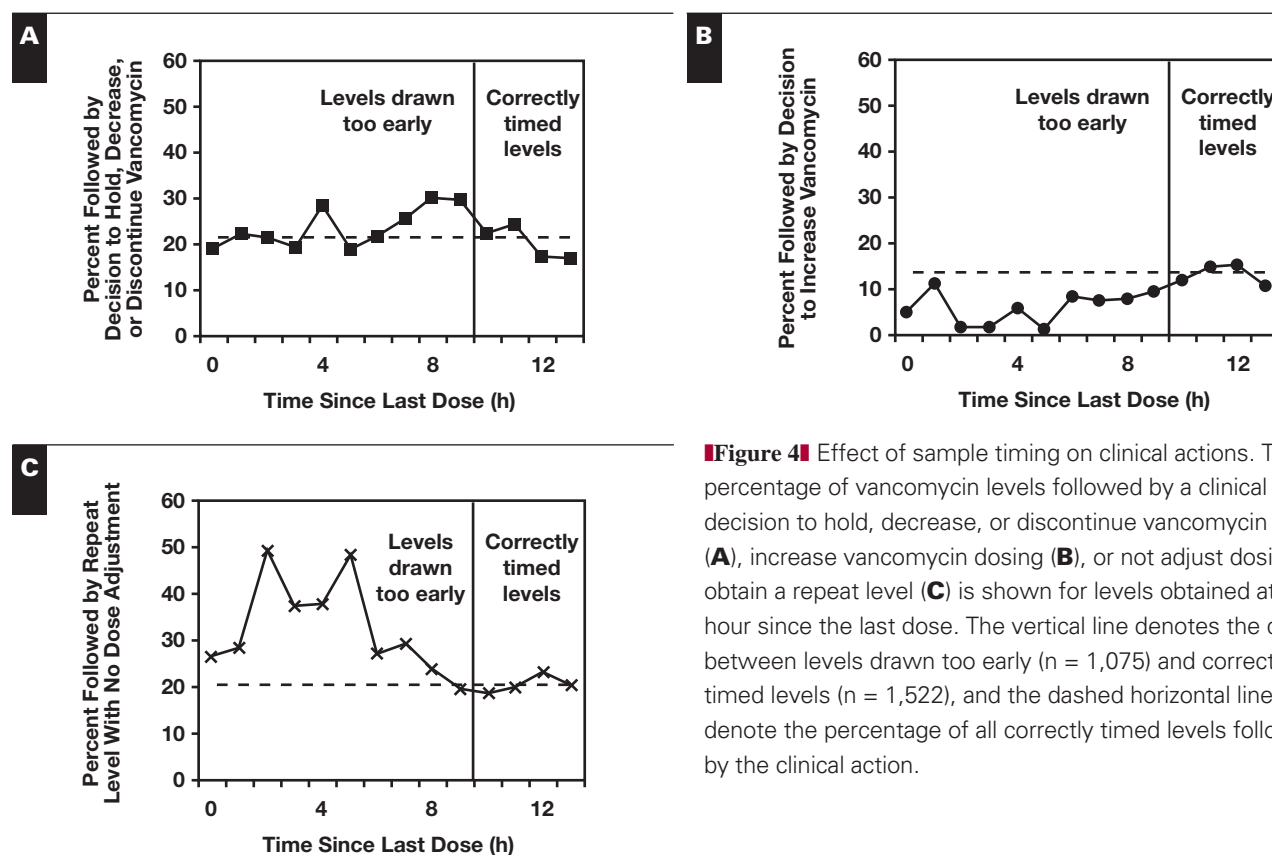 A
Percent Followed by
Decision to Hold, Decrease,
or Discontinue Vancomycin
60
50
40
30
20
10
0
Levels drawn
too early
Correctly
timed
levels
0
4
8
12
Time Since Last Dose (h)
B
Percent Followed by Decision
to Increase Vancomycin
60
50
40
30
20
10
0
Levels drawn
too early
Correctly
timed
levels
0
4
8
12
Time Since Last Dose (h)
C
Percent Followed by Repeat
Level With No Dose Adjustment
60
50
40
30
20
10
0
Levels
drawn
too early
Correctly
timed
levels
0
4
8
12
Time Since Last Dose (h)
Figure 4 Effect of sample timing on clinical actions.
percentage of vancomycin levels followed by a clinical
decision to hold, decrease, or discontinue vancomycin
(A), increase vancomycin dosing (B), or not adjust
obtain a repeat level (C) is shown for levels obtained at
hour since the last dose. The vertical line denotes the
between levels drawn too early (n = 1,075) and
timed levels (n = 1,522), and the dashed horizontal
denote the percentage of all correctly timed levels
by the clinical action.